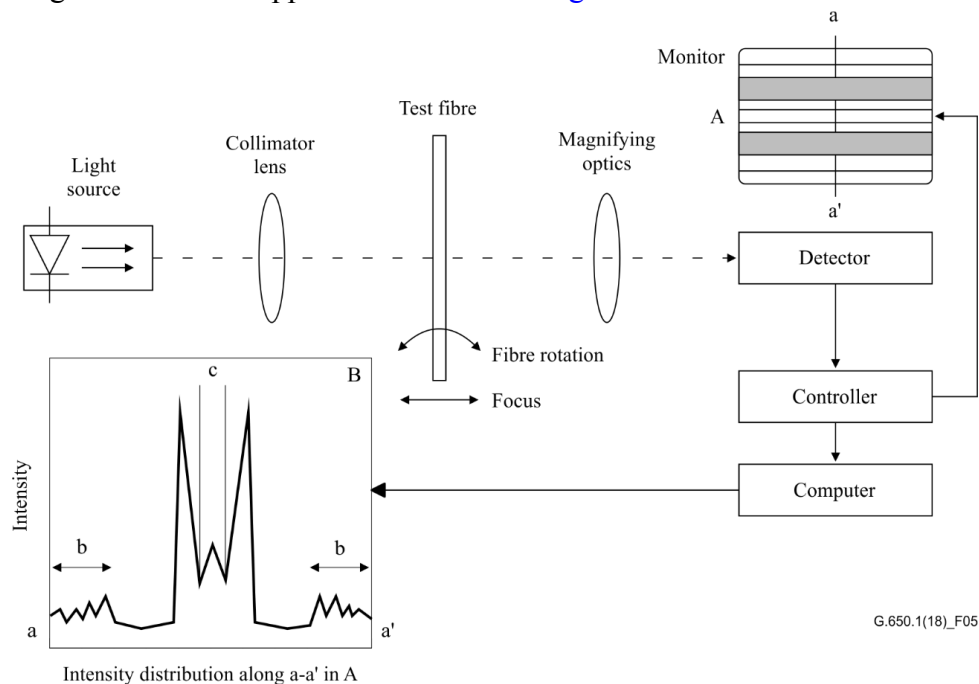 Monitor
a
A
a'
Test fibre
Collimator
lens
Magnifying
optics
Light
source
Detector
Fibre rotation
Focus
Controller
Computer
B
c
Intensity
b
b
a
a'
Intensity distribution along a-a' in A
G.650.1(18)_F05